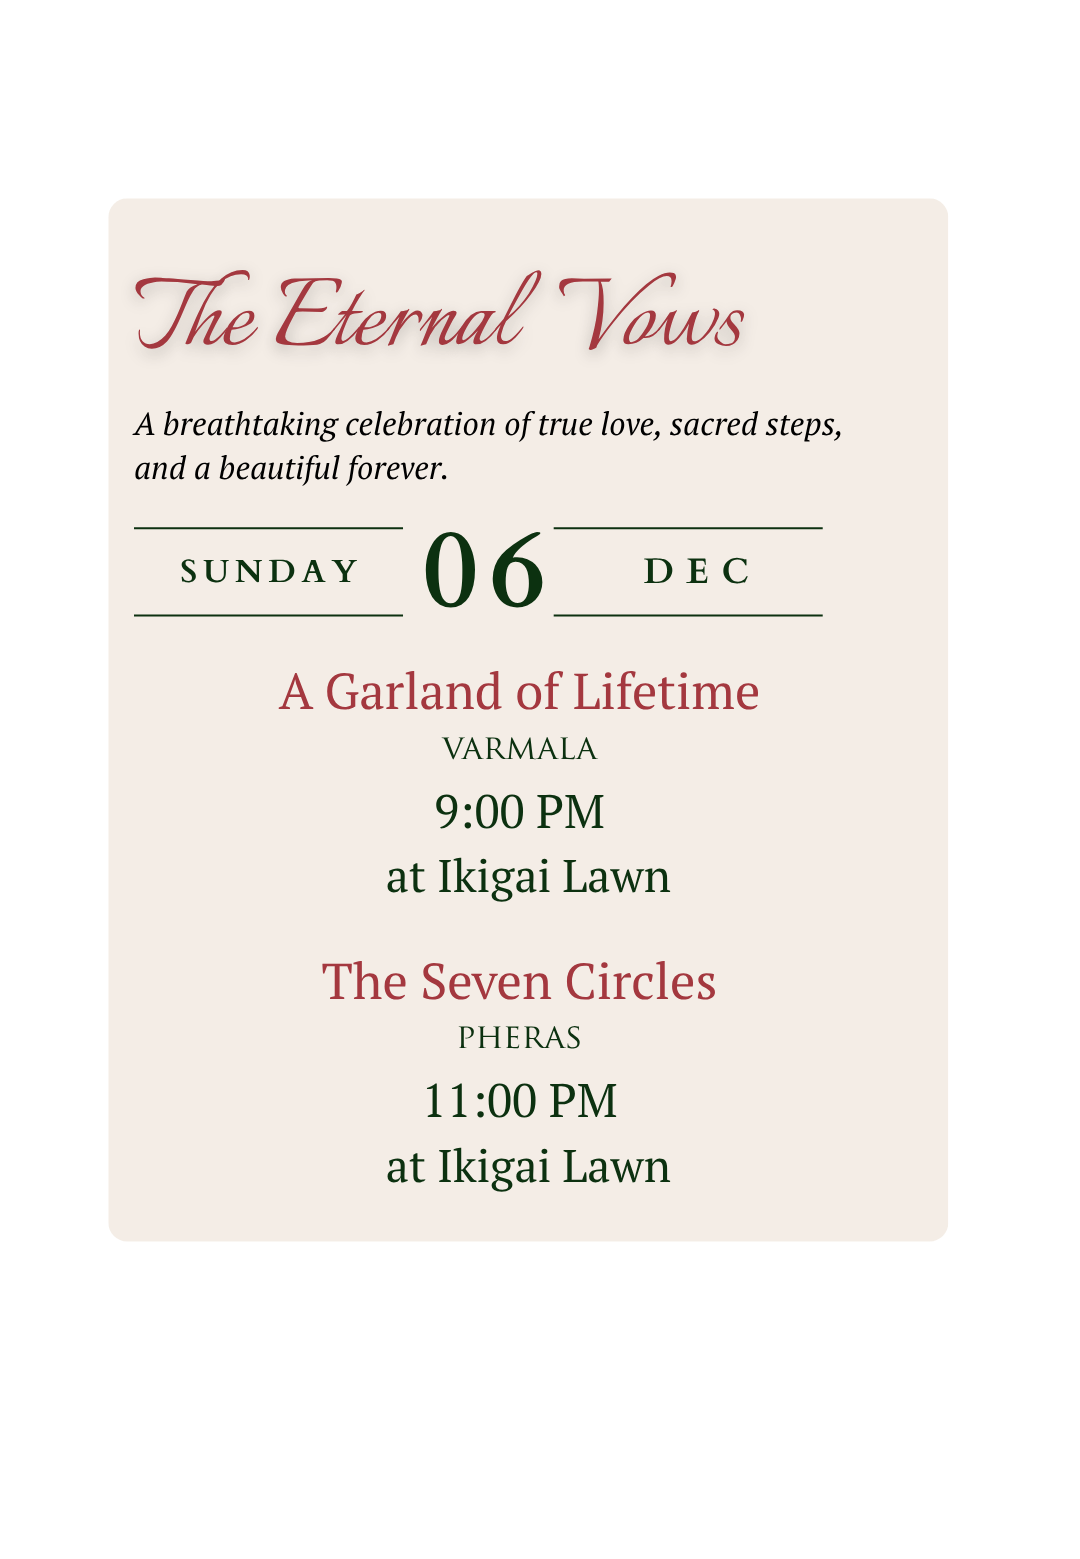 The Eternal Vows
A breathtaking celebration of true love, sacred steps,
and a beautiful forever.
SUNDAY 06 DEC
A Garland of Lifetime
VARMALA
9:00 PM
at Ikigai Lawn
The Seven Circles
PHERAS
11:00 PM
at Ikigai Lawn